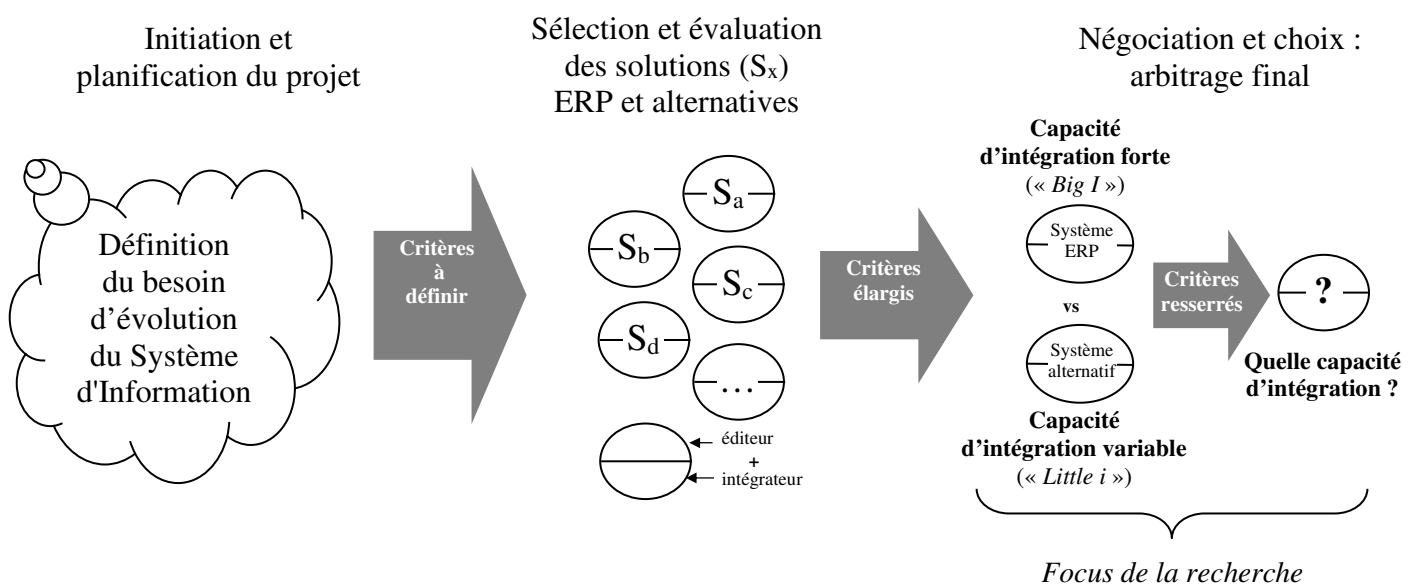 Initiation et
planification du projet
Sélection et évaluation
des solutions (Sx)
ERP et alternatives
Négociation et choix :
arbitrage final
Définition
du besoin
d’évolution
du Système
d'Information
Critères
à
définir
Sa
Sb
Sc
Sd
…
éditeur
+
intégrateur
Critères
élargis
Capacité
d’intégration forte
(« Big I »)
Système
ERP
vs
Système
alternatif
Capacité
d’intégration variable
(« Little i »)
Critères
resserrés
?
Quelle capacité
d’intégration ?
Focus de la recherche